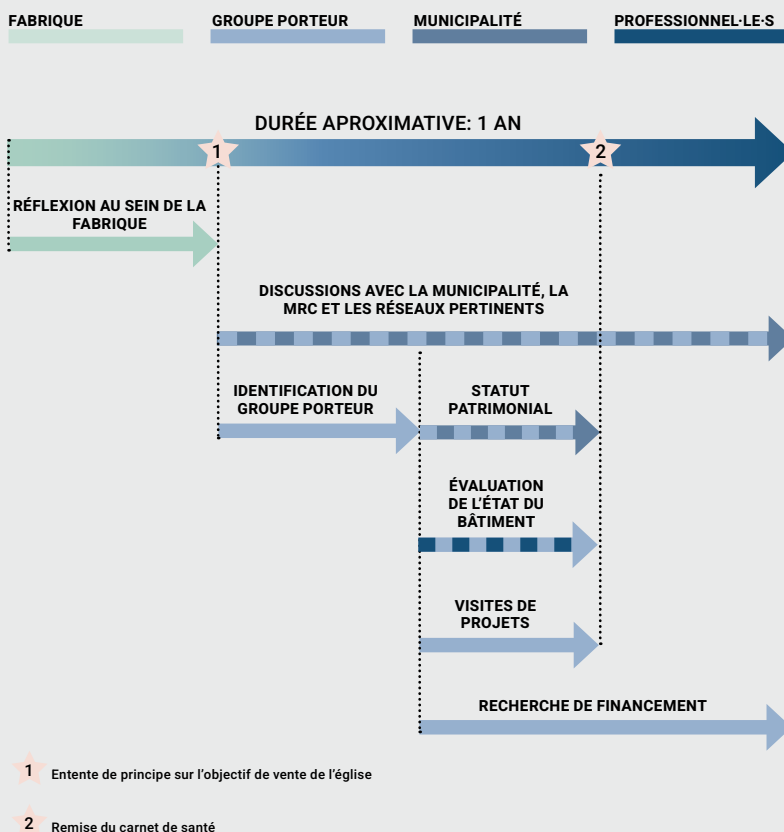 FABRIQUE
GROUPE PORTEUR
MUNICIPALITÉ
PROFESSIONNEL·LE·S
DURÉE APROXIMATIVE: 1 AN
1
2
RÉFLEXION AU SEIN DE LA
FABRIQUE
DISCUSSIONS AVEC LA MUNICIPALITÉ, LA
MRC ET LES RÉSEAUX PERTINENTS
IDENTIFICATION DU
GROUPE PORTEUR
STATUT
PATRIMONIAL
ÉVALUATION
DE L'ÉTAT DU
BÂTIMENT
VISITES DE
PROJETS
RECHERCHE DE FINANCEMENT
1 Entente de principe sur l'objectif de vente de l'église
2 Remise du carnet de santé